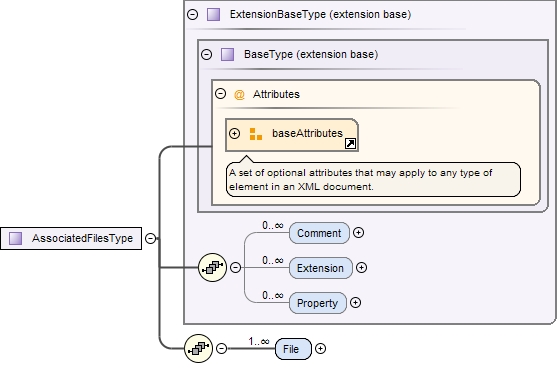 ExtensionBaseType (extension base)
BaseType (extension base)
@ Attributes
baseAttributes
A set of optional attributes that may apply to any type of
element in an XML document.
AssociatedFilesType
0..∞ Comment
0..∞ Extension
0..∞ Property
1..∞ File